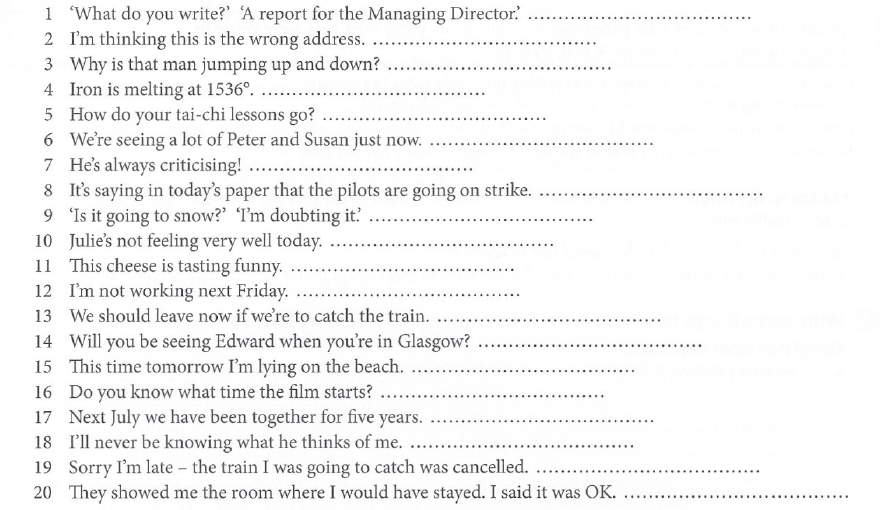 1 ‘What do you write?’ ‘A report for the Managing Director.’ ........................................
2 I’m thinking this is the wrong address. ........................................
3 Why is that man jumping up and down? ........................................
4 Iron is melting at 1536°. ........................................
5 How do your tai-chi lessons go? ........................................
6 We’re seeing a lot of Peter and Susan just now. ........................................
7 He’s always criticising! ........................................
8 It’s saying in today’s paper that the pilots are going on strike. ........................................
9 ‘Is it going to snow?’ ‘I’m doubting it.’ ........................................
10 Julie’s not feeling very well today. ........................................
11 This cheese is tasting funny. ........................................
12 I’m not working next Friday. ........................................
13 We should leave now if we’re to catch the train. ........................................
14 Will you be seeing Edward when you’re in Glasgow? ........................................
15 This time tomorrow I’m lying on the beach. ........................................
16 Do you know what time the film starts? ........................................
17 Next July we have been together for five years. ........................................
18 I’ll never be knowing what he thinks of me. ........................................
19 Sorry I’m late – the train I was going to catch was cancelled. ........................................
20 They showed me the room where I would have stayed. I said it was OK. ........................................